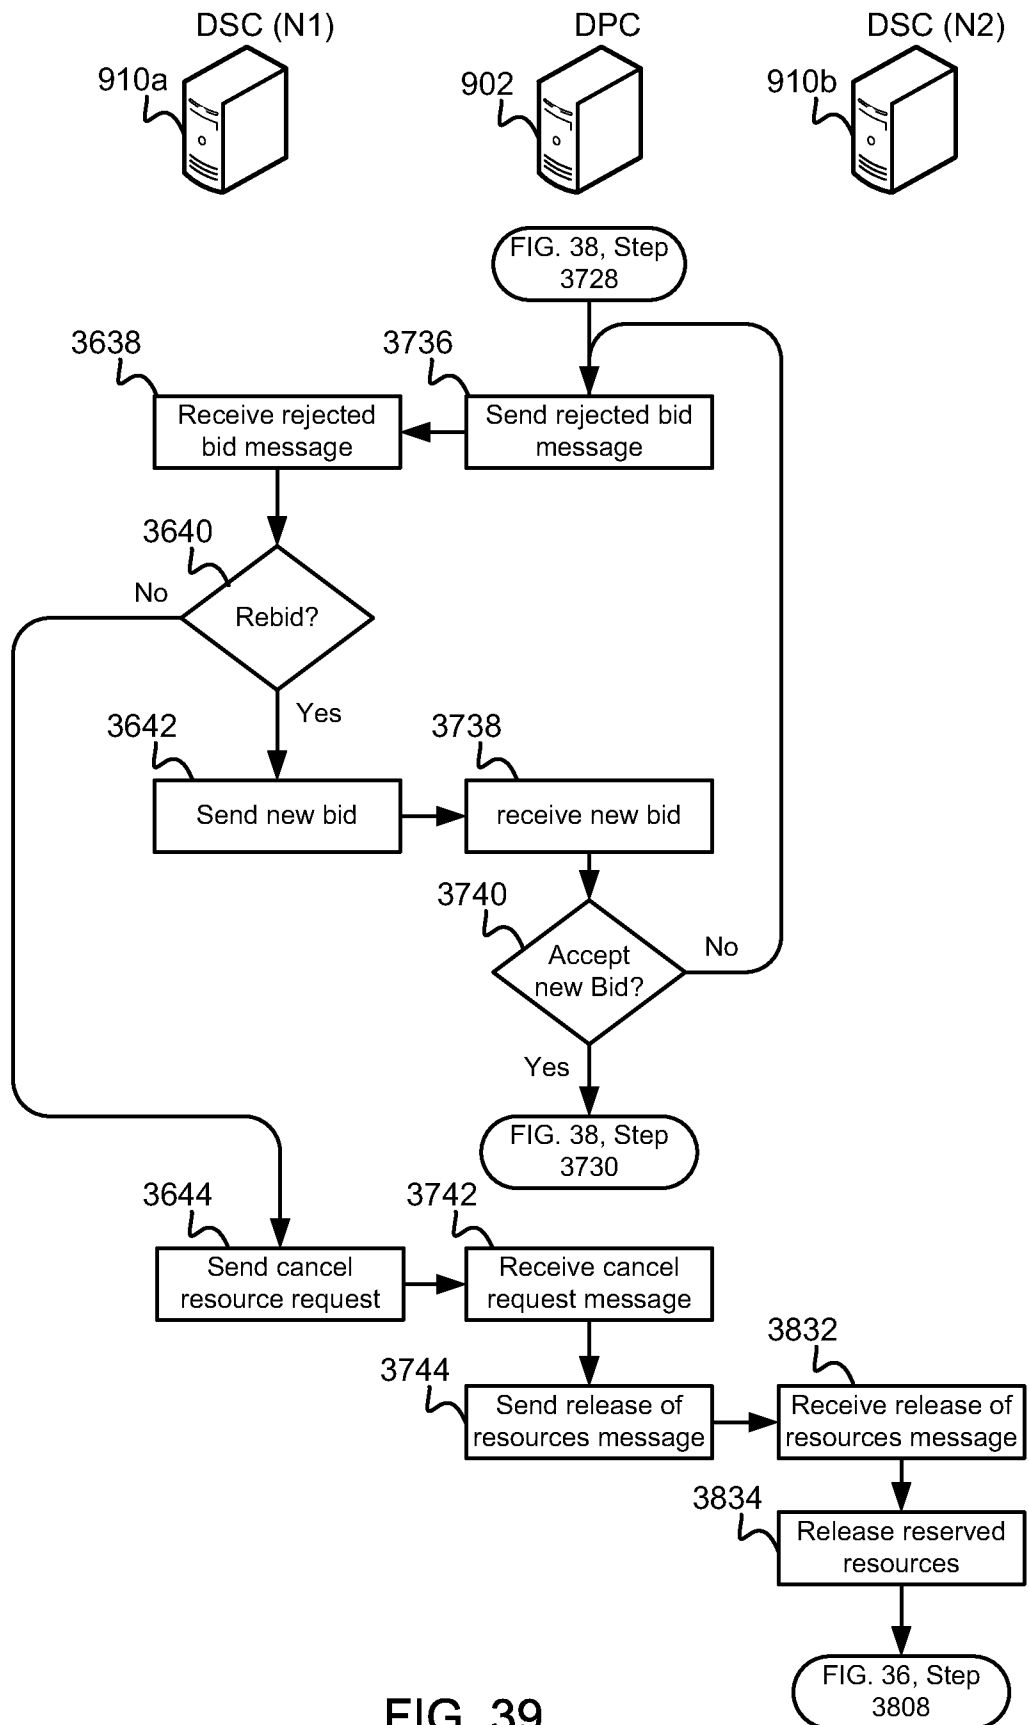 DSC (N1)
DPC
DSC (N2)
910a
902
910b
FIG. 38, Step
3728
3638
3736
Receive rejected
bid message
Send rejected bid
message
3640
No
Rebid?
Yes
3642
3738
Send new bid
receive new bid
3740
No
Accept
new Bid?
Yes
FIG. 38, Step
3730
3644
3742
Send cancel
resource request
Receive cancel
request message
3832
3744
Send release of
resources message
Receive release of
resources message
3834
Release reserved
resources
FIG. 36, Step
3808
FIG. 39